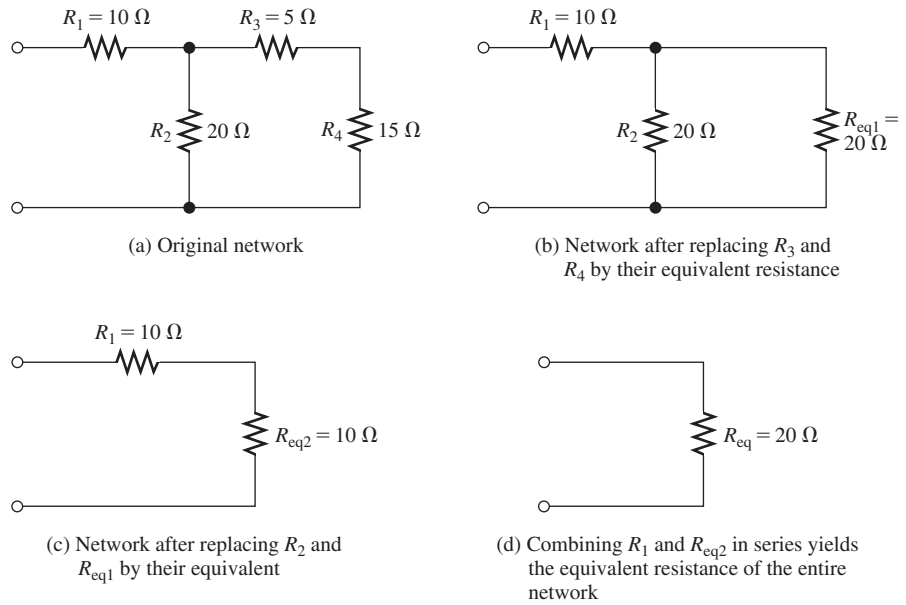 R1 = 10 Ω
R3 = 5 Ω
R2
20 Ω
R4
15 Ω
(a) Original network
R1 = 10 Ω
R2
20 Ω
Req1 =
20 Ω
(b) Network after replacing R3 and
R4 by their equivalent resistance
R1 = 10 Ω
Req2 = 10 Ω
(c) Network after replacing R2 and
Req1 by their equivalent
Req = 20 Ω
(d) Combining R1 and Req2 in series yields
the equivalent resistance of the entire
network